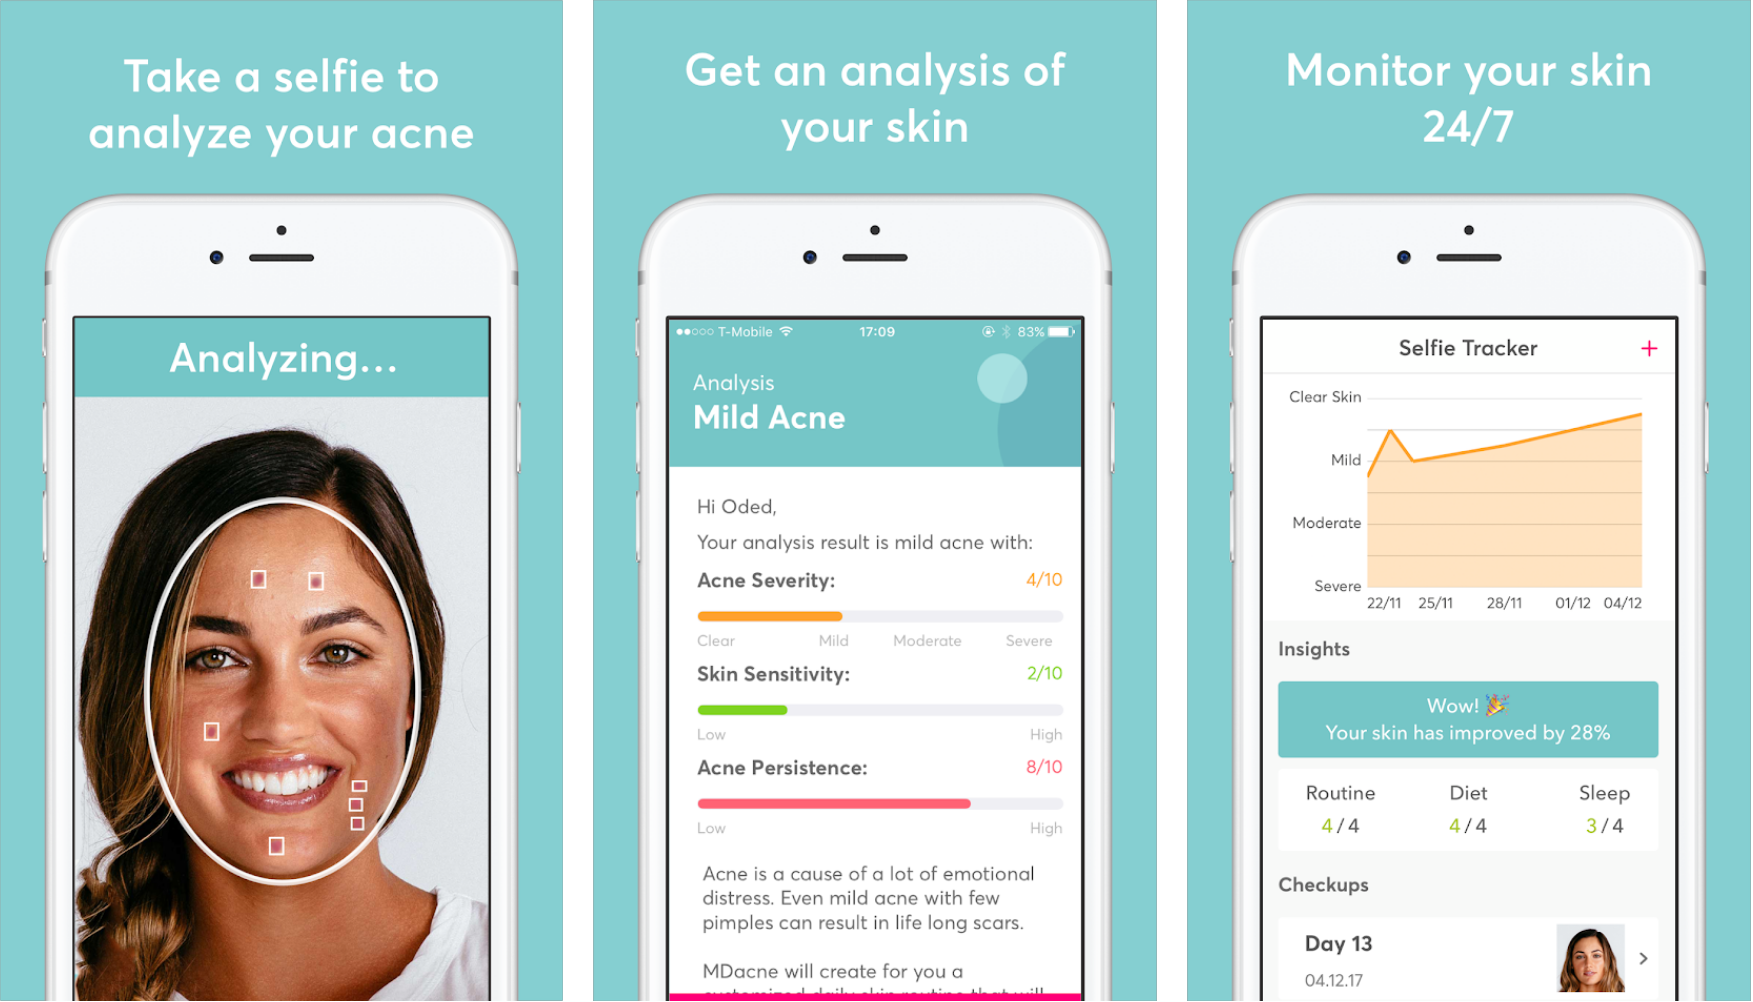 Take a selfie to
analyze your acne
Analyzing...
Get an analysis of
your skin
T-Mobile 17:09 83%
Analysis
Mild Acne
Hi Oded,
Your analysis result is mild acne with:
Acne Severity: 4/10
Clear Mild Moderate Severe
Skin Sensitivity: 2/10
Low High
Acne Persistence: 8/10
Low High
Acne is a cause of a lot of emotional
distress. Even mild acne with few
pimples can result in life long scars.
MDacne will create for you a
customized daily skin routine that will
Monitor your skin
24/7
Selfie Tracker +
Clear Skin
Mild
Moderate
Severe
22/11 25/11 28/11 01/12 04/12
Insights
Wow! 🎉
Your skin has improved by 28%
Routine Diet Sleep
4/4 4/4 3/4
Checkups
Day 13
04.12.17